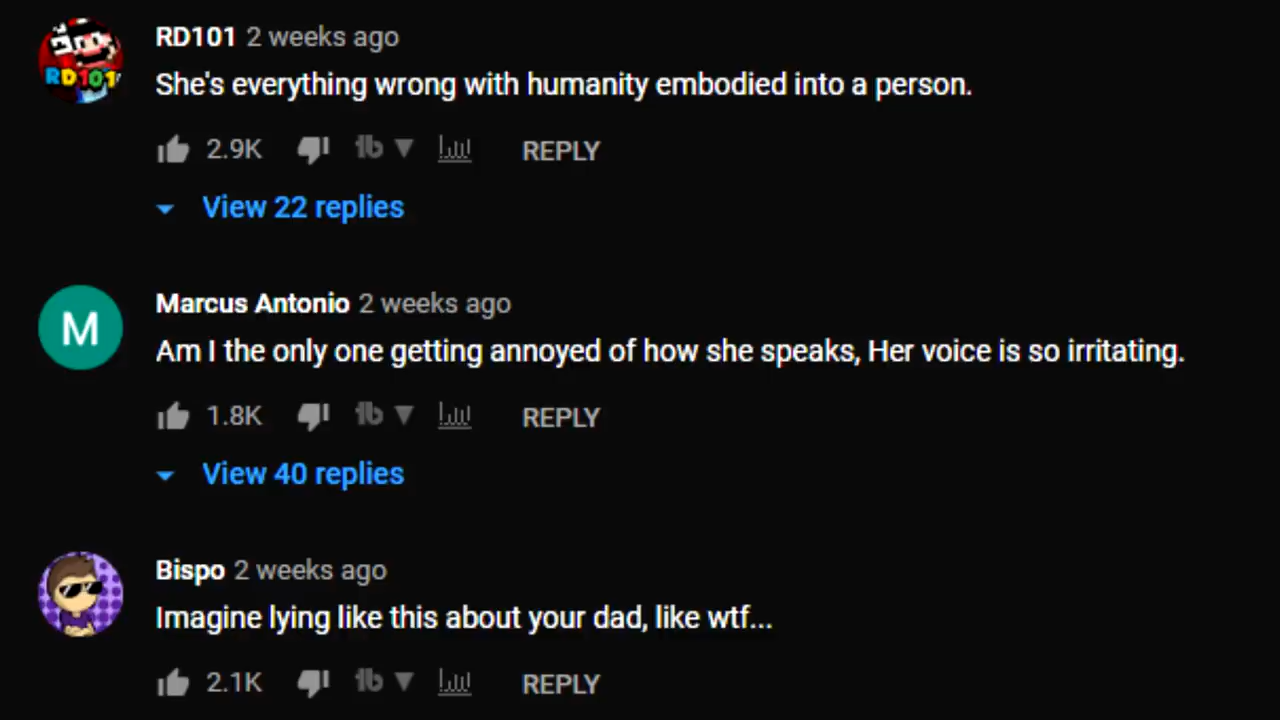 RD101 2 weeks ago
RD101
She's everything wrong with humanity embodied into a person.
2.9K REPLY
View 22 replies
M
Marcus Antonio 2 weeks ago
Am I the only one getting annoyed of how she speaks, Her voice is so irritating.
1.8K REPLY
View 40 replies
Bispo 2 weeks ago
Imagine lying like this about your dad, like wtf...
2.1K REPLY